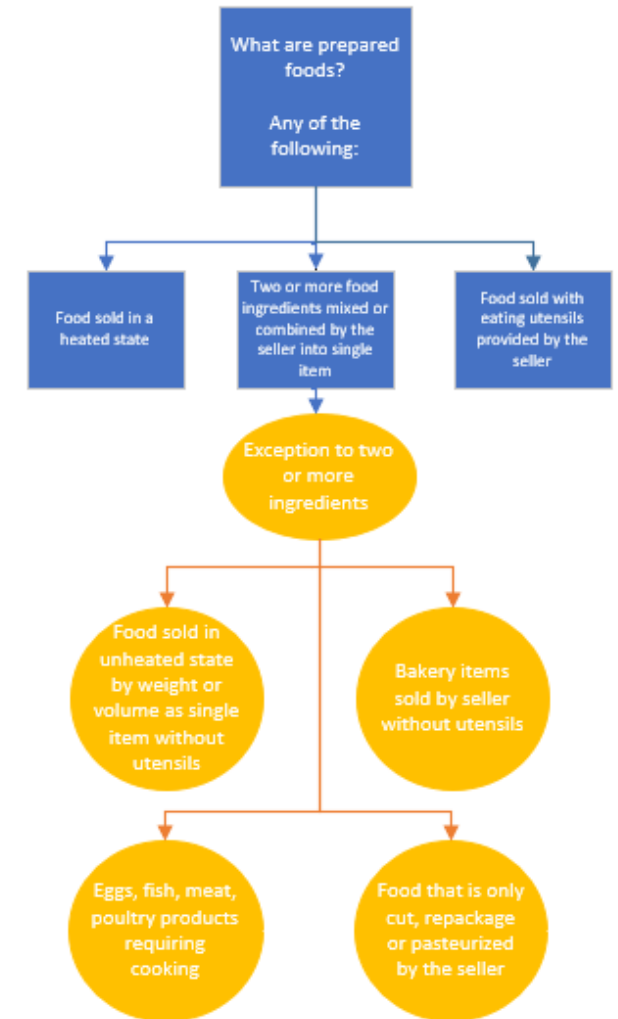 What are prepared
foods?
Any of the
following:
Food sold in a
heated state
Two or more food
ingredients mixed or
combined by the
seller into single
item
Food sold with
eating utensils
provided by the
seller
Exception to two
or more
ingredients
Food sold in
unheated state
by weight or
volume as single
item without
utensils
Bakery items
sold by seller
without utensils
Eggs, fish, meat,
poultry products
requiring
cooking
Food that is only
cut, repackage
or pasteurized
by the seller